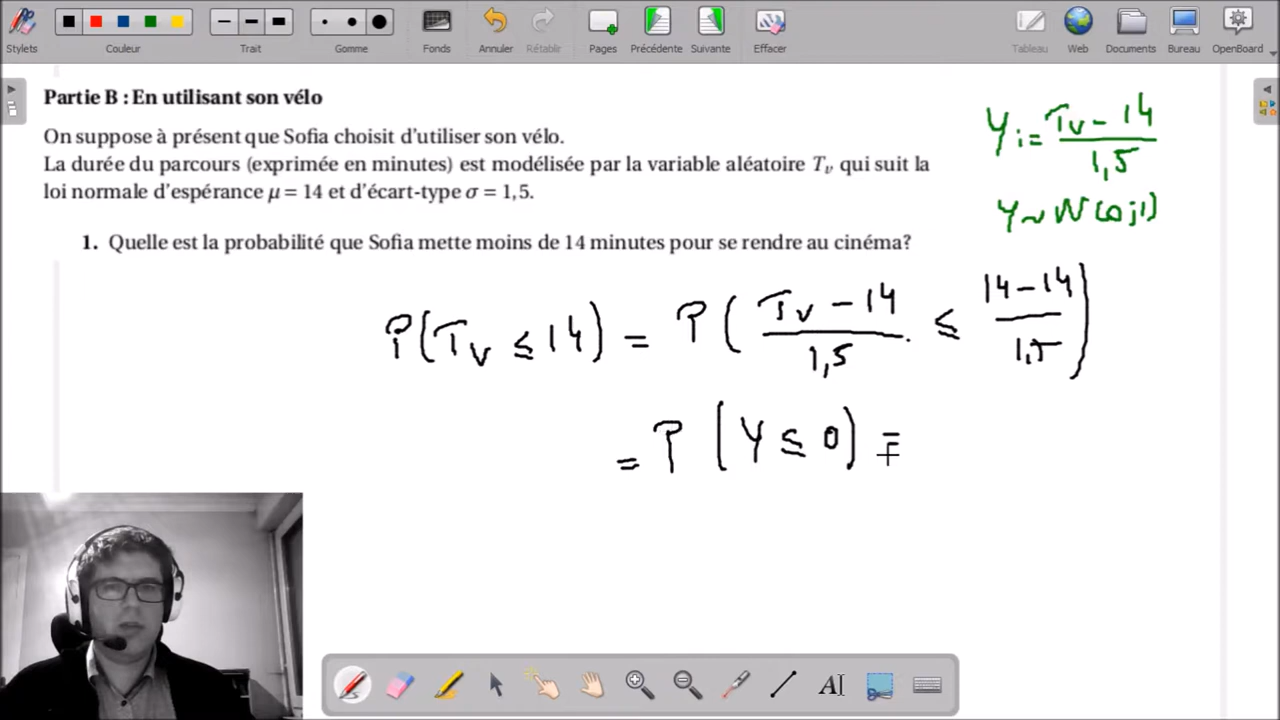 Stylets Couleur Trait Gomme Fonds Annuler Rétablir Pages Précédente Suivante Effacer Tableau Web Documents Bureau OpenBoard
Partie B : En utilisant son vélo
On suppose à présent que Sofia choisit d'utiliser son vélo.
La durée du parcours (exprimée en minutes) est modélisée par la variable aléatoire Tᵥ qui suit la
loi normale d'espérance μ = 14 et d'écart-type σ = 1,5.
Y := (Tv - 14) / 1,5
Y ~ N(0;1)
1. Quelle est la probabilité que Sofia mette moins de 14 minutes pour se rendre au cinéma?
P(Tv ≤ 14) = P( (Tv - 14) / 1,5 ≤ (14 - 14) / 1,5 )
= P (Y ≤ 0) =
AI